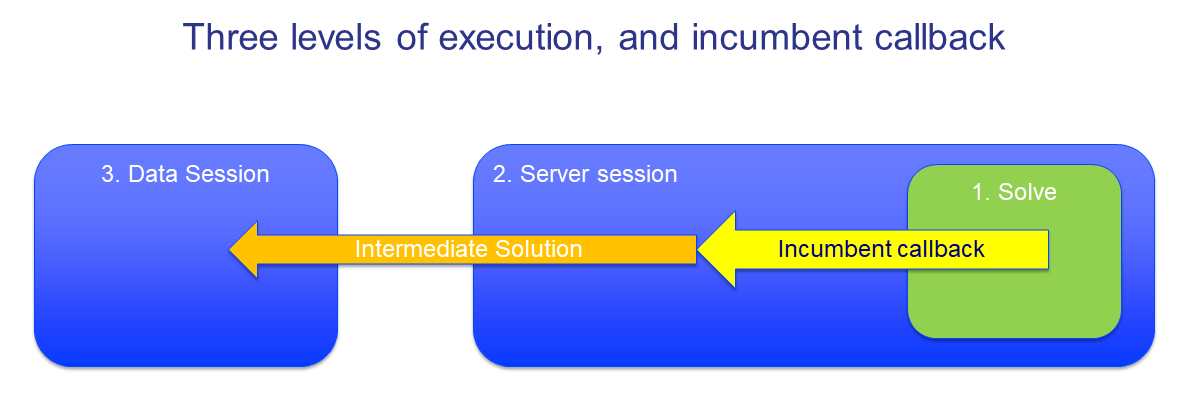 Three levels of execution, and incumbent callback
3. Data Session
2. Server session
1. Solve
Intermediate Solution
Incumbent callback